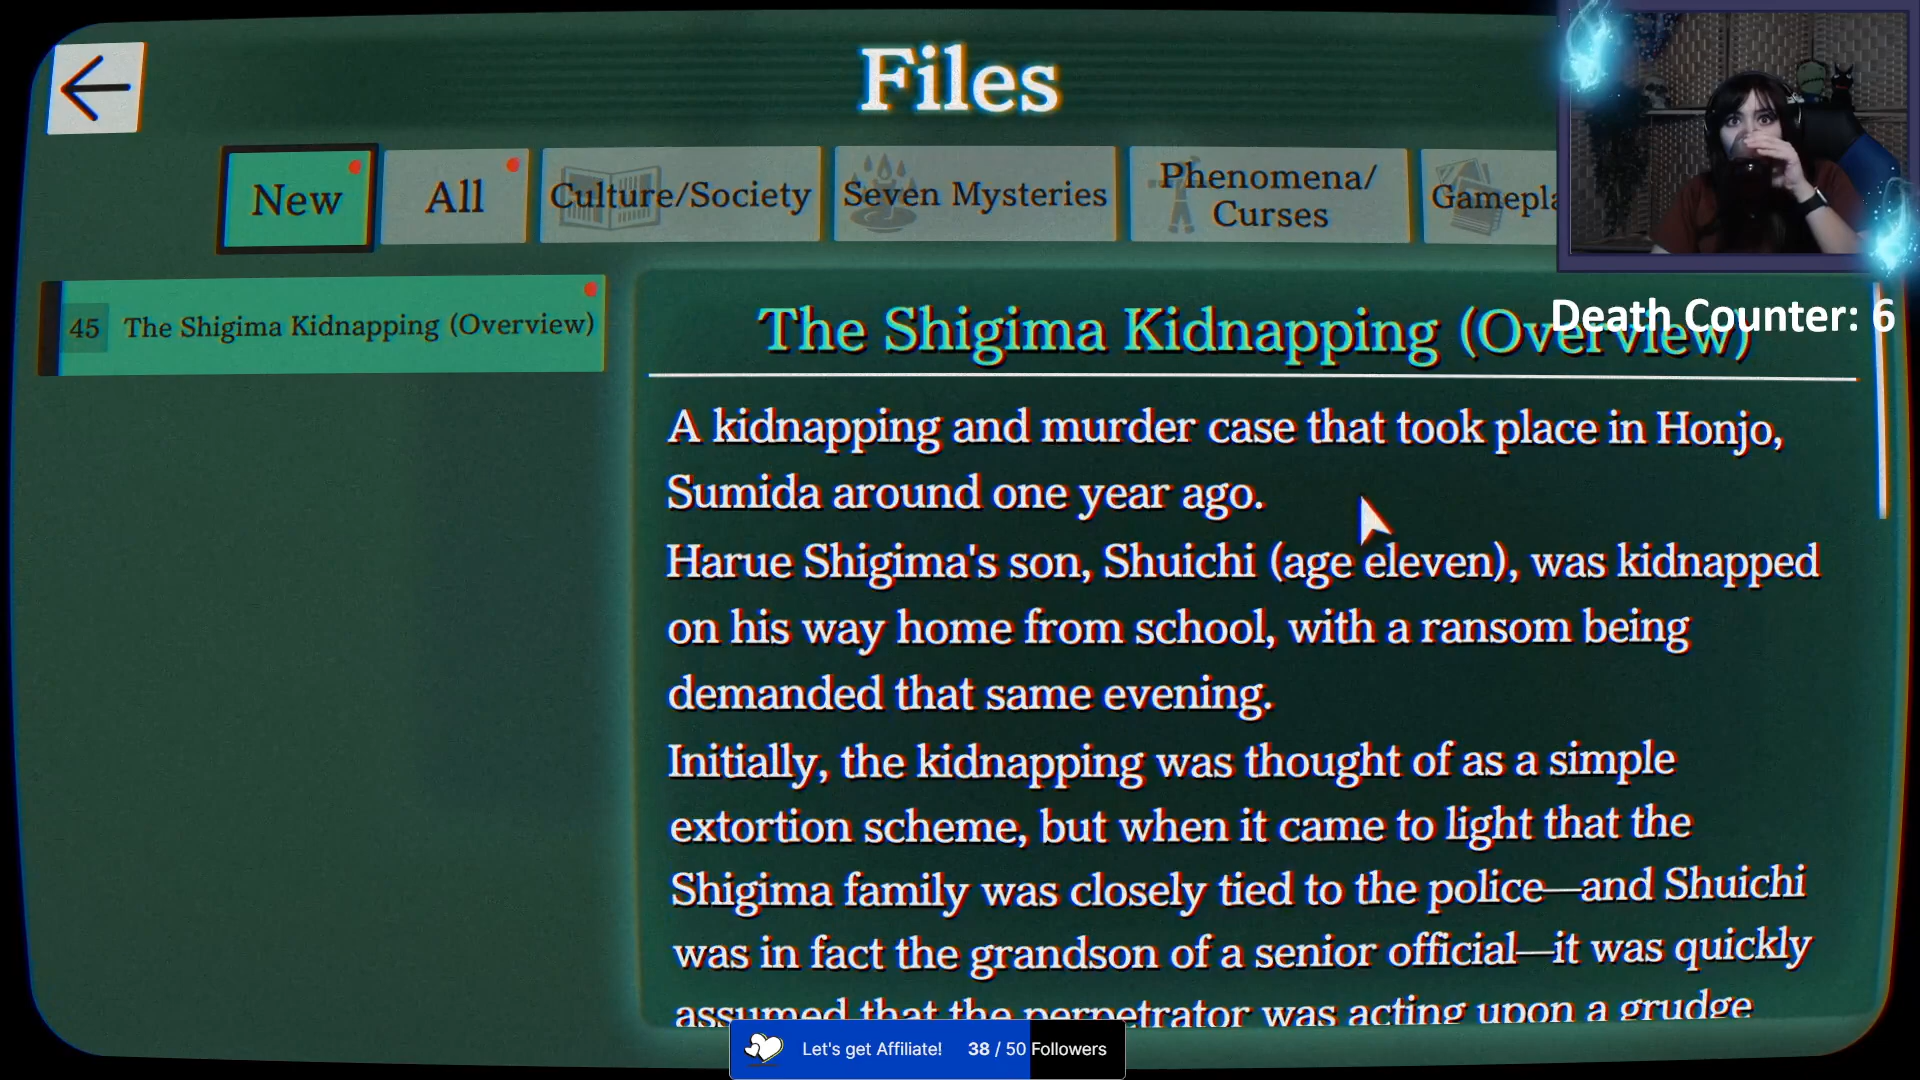 Files
New
All
Culture/Society
Seven Mysteries
Phenomena/
Curses
45 The Shigima Kidnapping (Overview)
Death Counter: 6
The Shigima Kidnapping (Overview)
A kidnapping and murder case that took place in Honjo,
Sumida around one year ago.
Harue Shigima's son, Shuichi (age eleven), was kidnapped
on his way home from school, with a ransom being
demanded that same evening.
Initially, the kidnapping was thought of as a simple
extortion scheme, but when it came to light that the
Shigima family was closely tied to the police—and Shuichi
was in fact the grandson of a senior official—it was quickly
assumed that the perpetrator was acting upon a grudge
Let's get Affiliate! 38 / 50 Followers